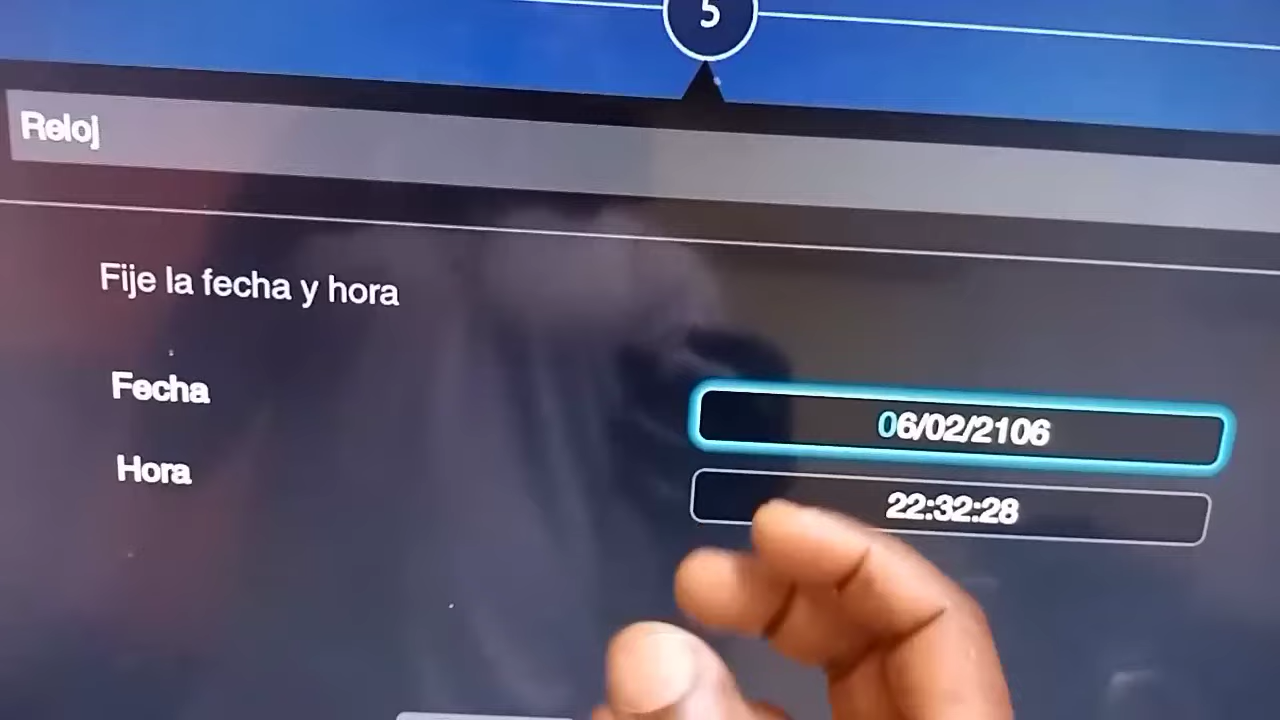 5
Reloj
Fije la fecha y hora
Fecha
06/02/2106
Hora
22:32:28